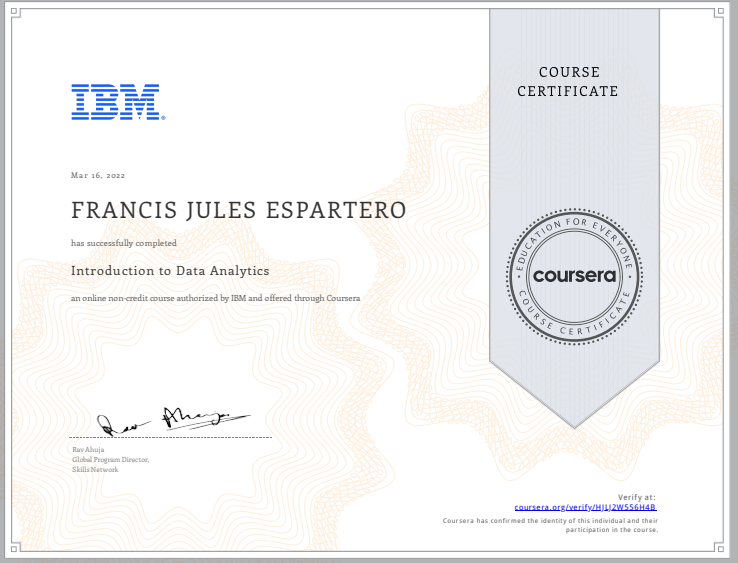 COURSE
CERTIFICATE
IBM®
Mar 16, 2022
FRANCIS JULES ESPARTERO
has successfully completed
Introduction to Data Analytics
an online non-credit course authorized by IBM and offered through Coursera
EDUCATION FOR EVERYONE
coursera
COURSE CERTIFICATE
Rav Ahuja
Global Program Director,
Skills Network
Verify at:
coursera.org/verify/HJLJ2W5S6H4B
Coursera has confirmed the identity of this individual and their
participation in the course.